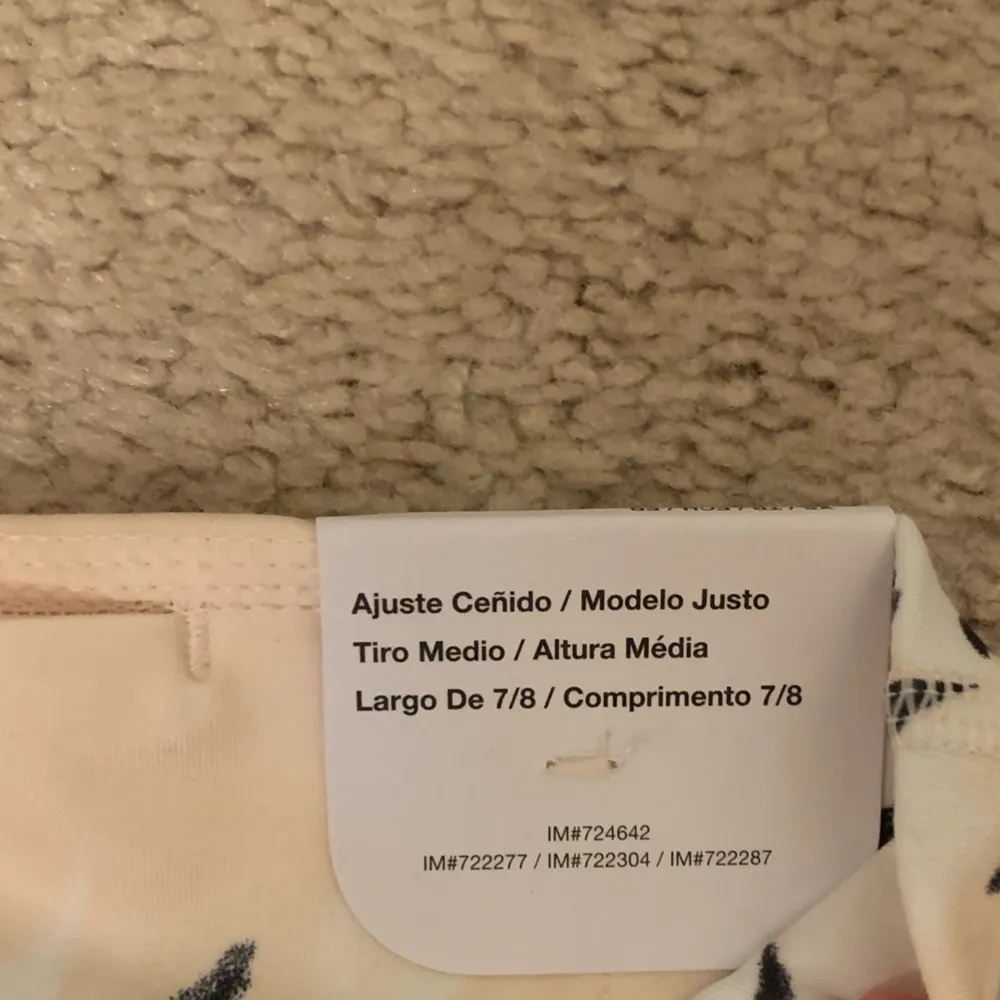 Ajuste Ceñido / Modelo Justo
Tiro Medio / Altura Média
Largo De 7/8 / Comprimento 7/8
IM#724642
IM#722277 / IM#722304 / IM#722287